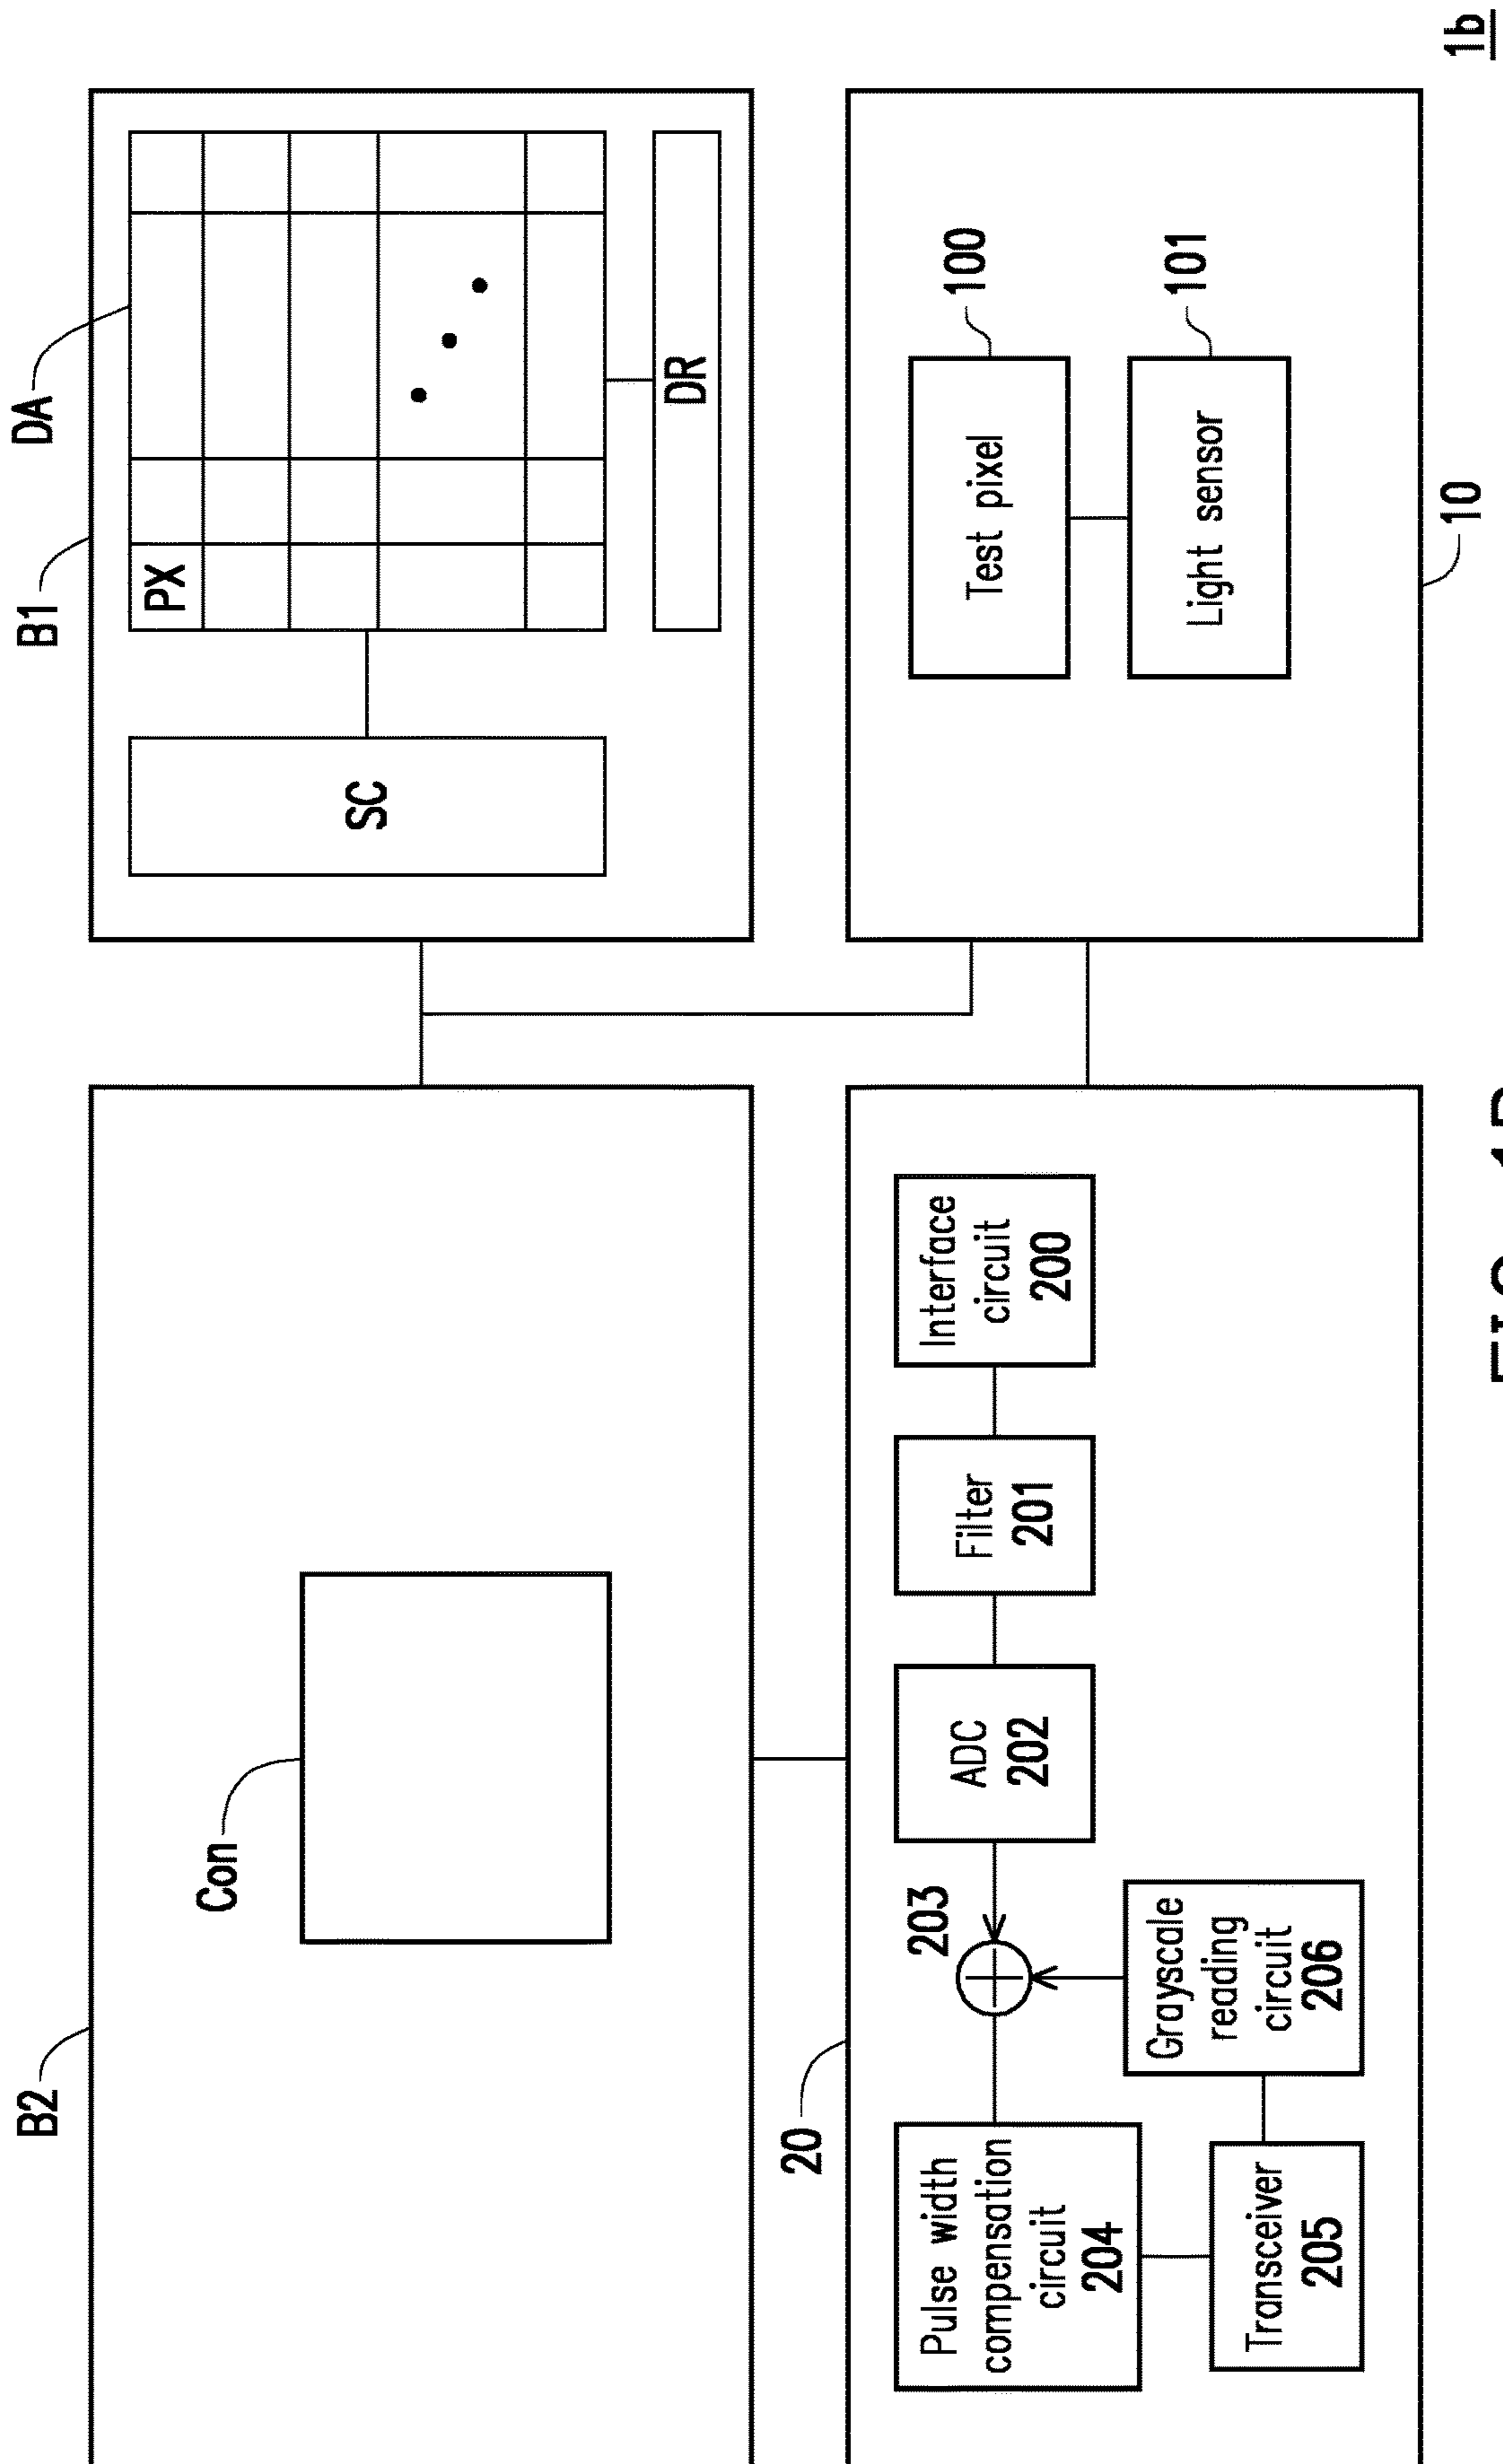 B2
Con
B1
DA
SC
PX
DR
20
Pulse width
compensation
circuit
204
203
ADC
202
Filter
201
Interface
circuit
200
Transceiver
205
Grayscale
reading
circuit
206
Test pixel
100
Light sensor
101
10
1b